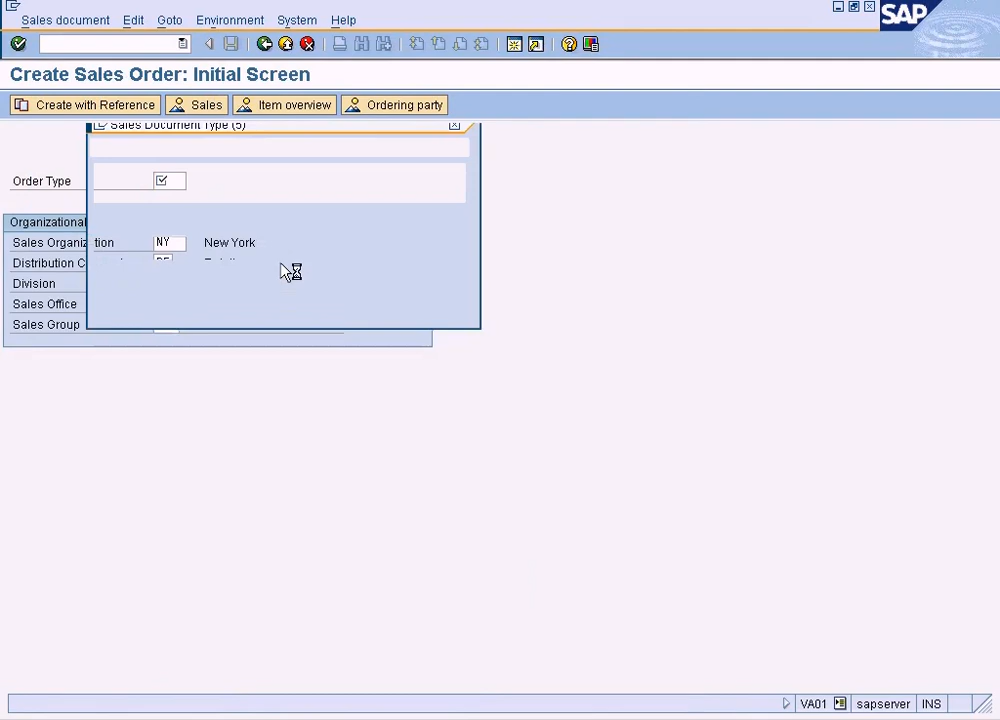 Sales document Edit Goto Environment System Help
SAP
Create Sales Order: Initial Screen
Create with Reference Sales Item overview Ordering party
Sales Document Type (5)
Order Type
Organizational
Sales Organiz tion NY New York
Distribution C
Division
Sales Office
Sales Group
VA01 sapserver INS